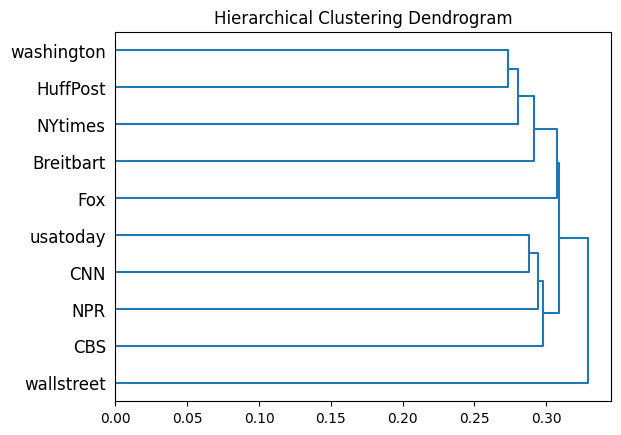 Hierarchical Clustering Dendrogram
washington
HuffPost
NYtimes
Breitbart
Fox
usatoday
CNN
NPR
CBS
wallstreet
0.00 0.05 0.10 0.15 0.20 0.25 0.30